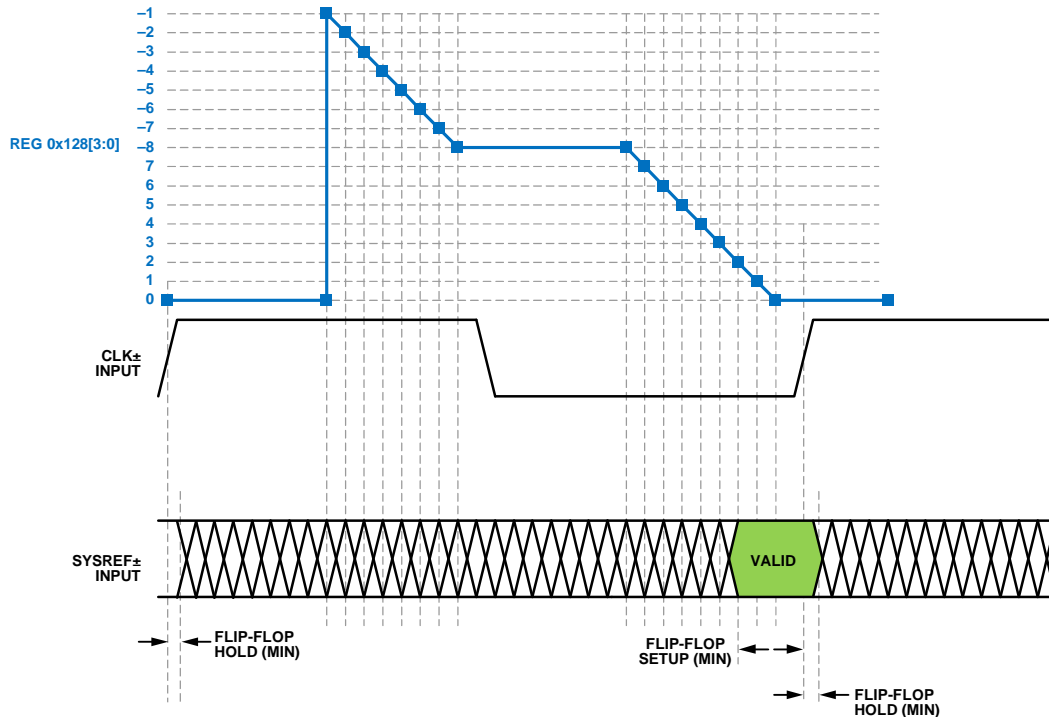 –1
–2
–3
–4
–5
–6
–7
REG 0x128[3:0]
–8
7
6
5
4
3
2
1
0
CLK±
INPUT
SYSREF±
INPUT
VALID
FLIP-FLOP
HOLD (MIN)
FLIP-FLOP
SETUP (MIN)
FLIP-FLOP
HOLD (MIN)